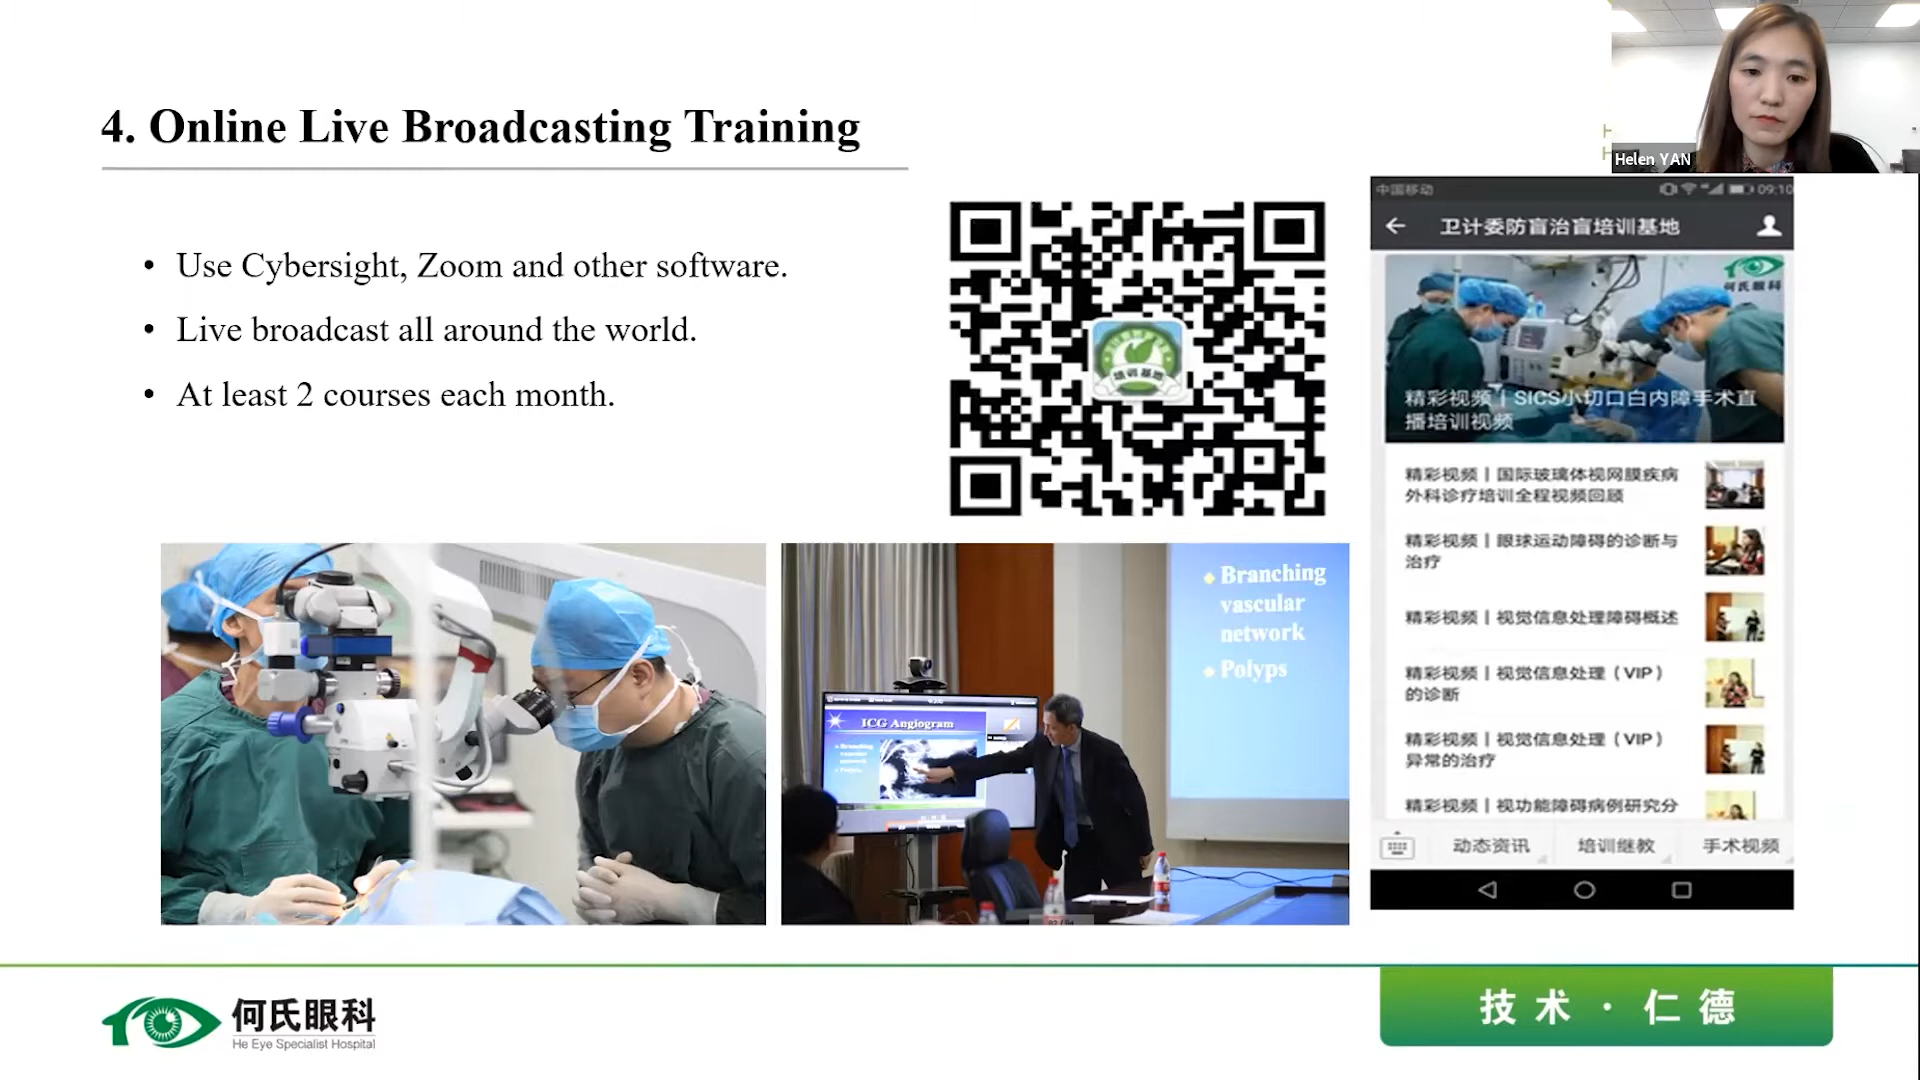 4. Online Live Broadcasting Training
Helen YAN
• Use Cybersight, Zoom and other software.
• Live broadcast all around the world.
• At least 2 courses each month.
培训基地
中国移动
09:10
卫计委防盲治盲培训基地
何氏眼科
精彩视频丨SICS小切口白内障手术直
播培训视频
精彩视频丨国际玻璃体视网膜疾病
外科诊疗培训全程视频回顾
精彩视频丨眼球运动障碍的诊断与
治疗
精彩视频丨视觉信息处理障碍概述
精彩视频丨视觉信息处理（VIP）
的诊断
精彩视频丨视觉信息处理（VIP）
异常的治疗
精彩视频丨视功能障碍病例研究分
动态资讯
培训继教
手术视频
Branching
vascular
network
Polyps
ICG Angiogram
何氏眼科
He Eye Specialist Hospital
技术·仁德